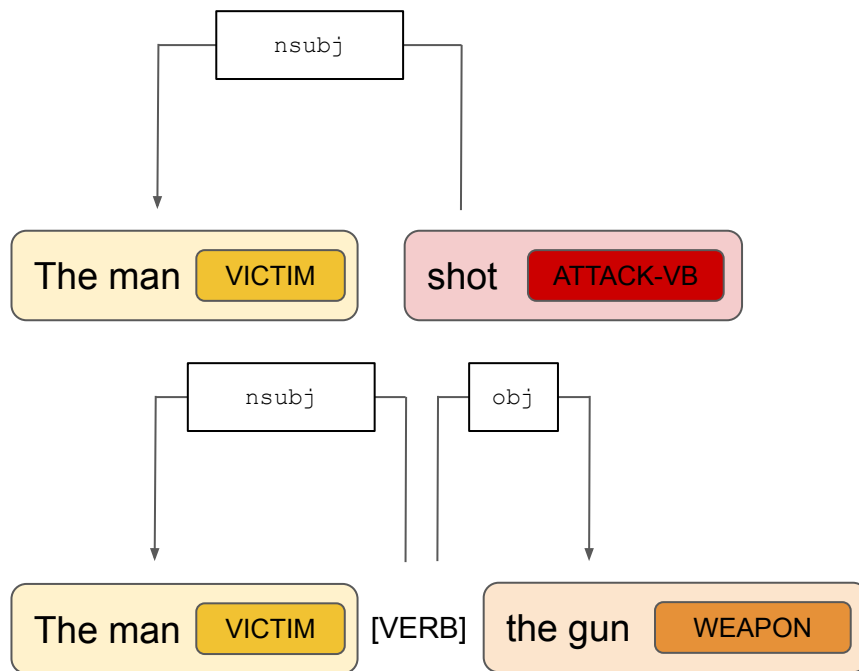 nsubj
The man VICTIM shot ATTACK-VB
nsubj obj
The man VICTIM [VERB] the gun WEAPON